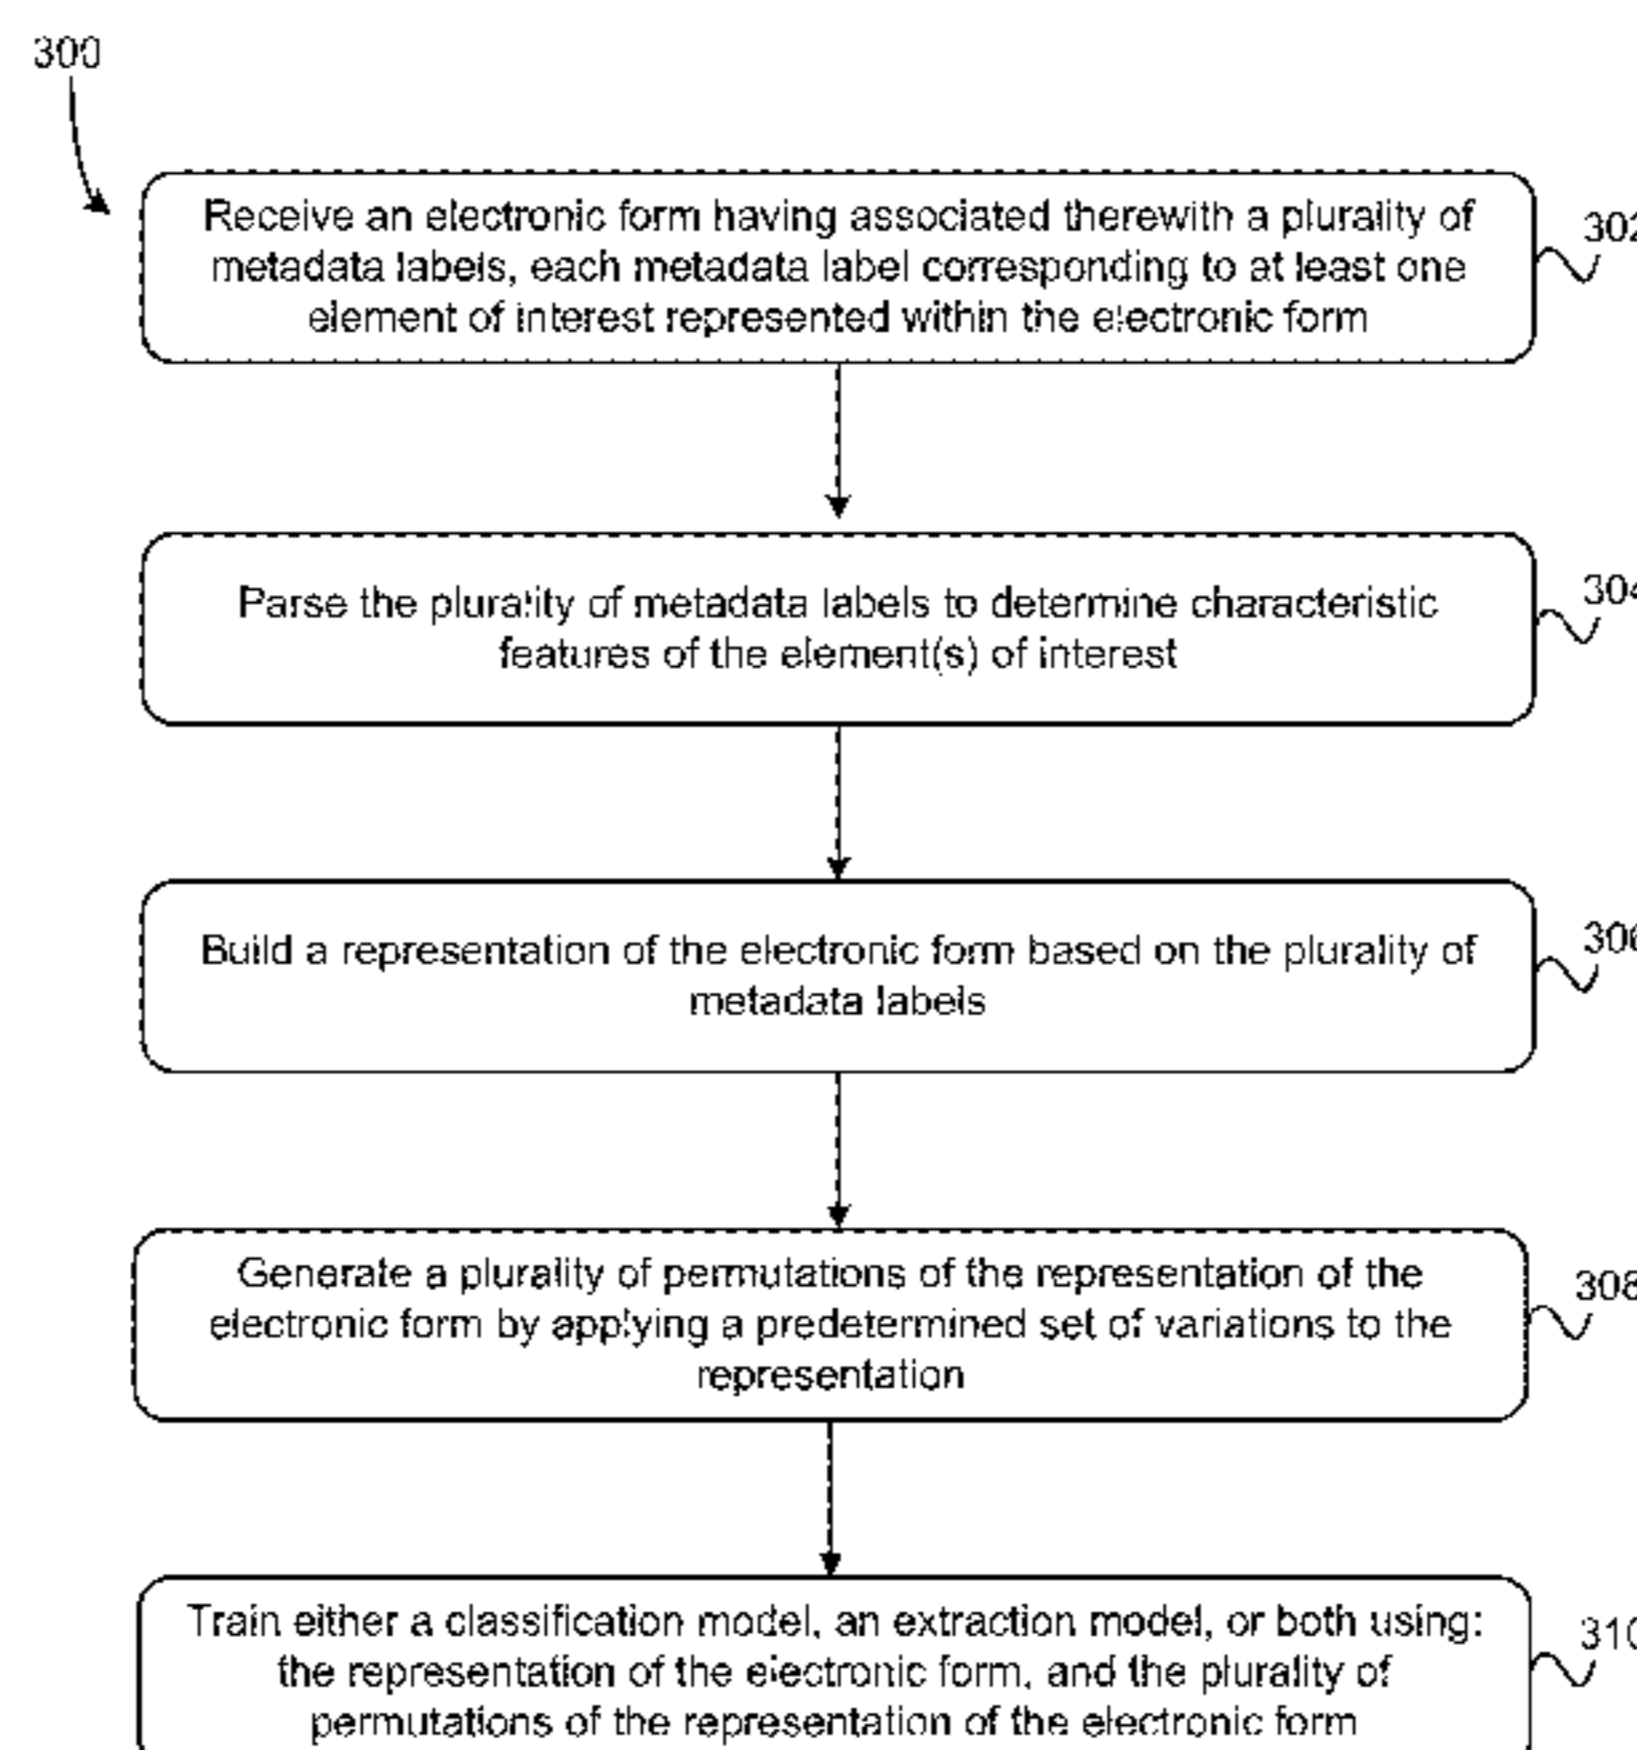 300
Receive an electronic form having associated therewith a plurality of
metadata labels, each metadata label corresponding to at least one
element of interest represented within the electronic form
302
Parse the plurality of metadata labels to determine characteristic
features of the element(s) of interest
304
Build a representation of the electronic form based on the plurality of
metadata labels
306
Generate a plurality of permutations of the representation of the
electronic form by applying a predetermined set of variations to the
representation
308
Train either a classification model, an extraction model, or both using:
the representation of the electronic form, and the plurality of
permutations of the representation of the electronic form
310